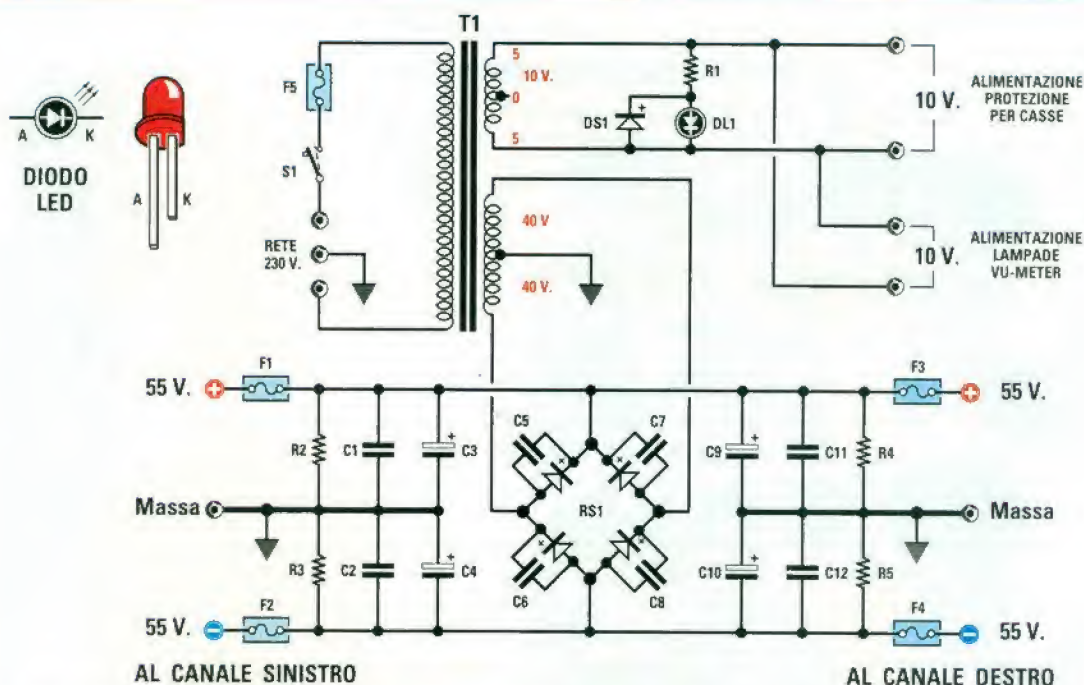 T1
F5
5
10 V.
0
5
R1
DS1
+
DL1
10 V.
ALIMENTAZIONE
PROTEZIONE
PER CASSE
A
K
DIODO
LED
A
K
S1
RETE
230 V.
40 V
40 V.
10 V.
ALIMENTAZIONE
LAMPADE
VU-METER
55 V.
+
F1
F3
+
55 V.
R2
C1
+
C3
C5
C7
C9
+
C11
R4
Massa
RS1
Massa
R3
C2
+
C4
C6
C8
C10
+
C12
R5
55 V.
F2
F4
55 V.
AL CANALE SINISTRO
AL CANALE DESTRO